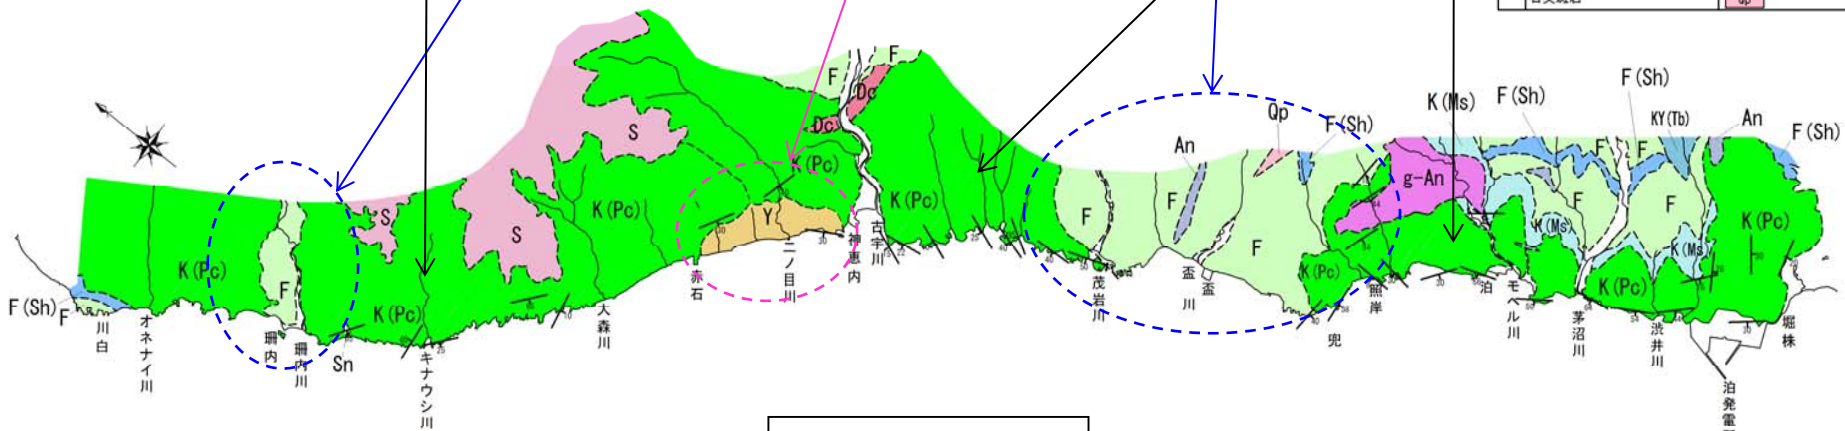 Qp
F
F
Dc
Dc
S
K(Pc)
K(Pc)
K(Pc)
Y
S
S
K(Pc)
F
K(Pc)
F(Sh)
F
Sn
F
An
F
F
Qp
F(Sh)
K(Pc)
g-An
K(Ms)
F(Sh)
F(Sh)
KY(Tb)
An
F(Sh)
F
F
F
F
K(Ms)
K(Ms)
K(Pc)
K(Pc)
川白
オネナイ川
珊内
珊内川
キナウシ川
大森川
赤石
二ノ目川
神恵内
古宇川
茂岩川
盃川
盃
兜
照岸
泊
モヘル川
茅沼川
渋井川
泊発電
堀株